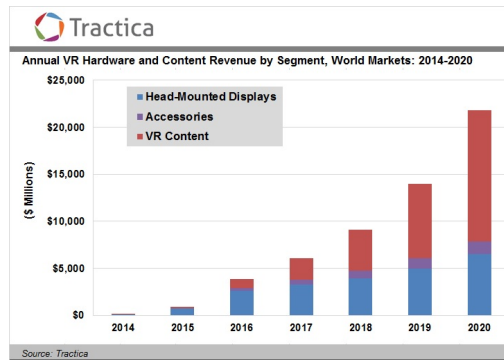 Tractica
Annual VR Hardware and Content Revenue by Segment, World Markets: 2014-2020
$25,000
$20,000
$15,000
$10,000
$5,000
$0
($ Millions)
Head-Mounted Displays
Accessories
VR Content
2014 2015 2016 2017 2018 2019 2020
Source: Tractica